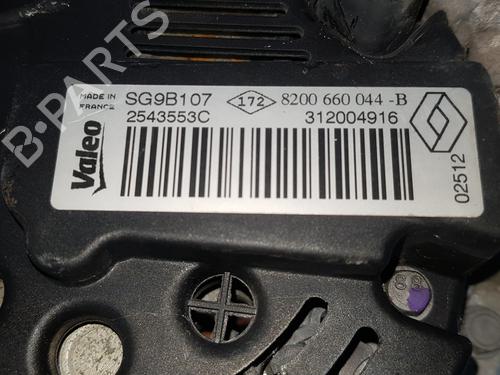 MADE IN
FRANCE
Valeo
SG9B107
172
8200 660 044 -B
2543553C
312004916
02512
B-PARTS